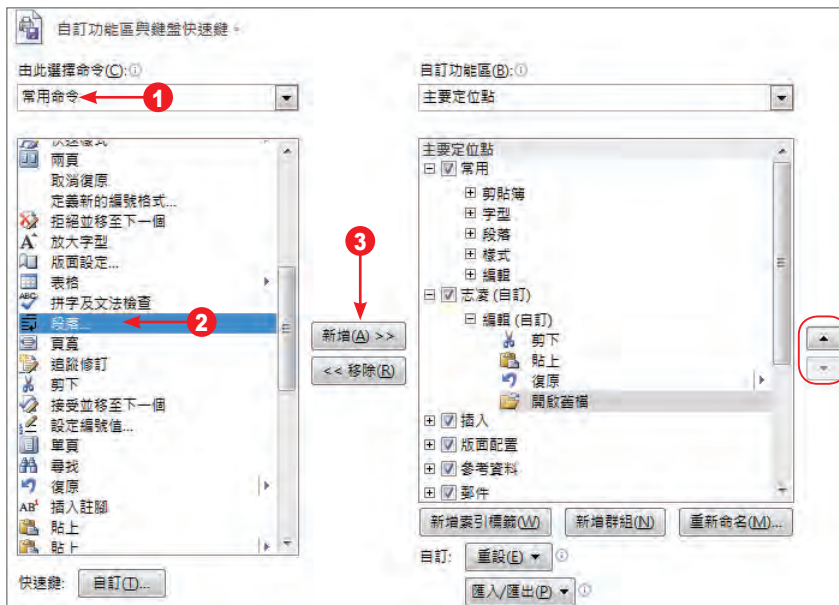 自訂功能區與鍵盤快速鍵。
由此選擇命令(C):
常用命令
1
快速樣式
兩頁
取消復原
定義新的編號格式...
拒絕並移至下一個
放大字型
版面設定...
表格
拼字及文法檢查
段落...
2
頁寬
追蹤修訂
剪下
接受並移至下一個
設定編號值...
單頁
尋找
復原
插入註腳
貼上
貼上
快速鍵: 自訂(T)...
3
新增(A) >>
<< 移除(R)
自訂功能區(B):
主要定位點
主要定位點
常用
剪貼簿
字型
段落
樣式
編輯
志凌 (自訂)
編輯 (自訂)
剪下
貼上
復原
開啟舊檔
插入
版面配置
參考資料
郵件
新增索引標籤(W) 新增群組(N) 重新命名(M)...
自訂: 重設(E)
匯入/匯出(P)